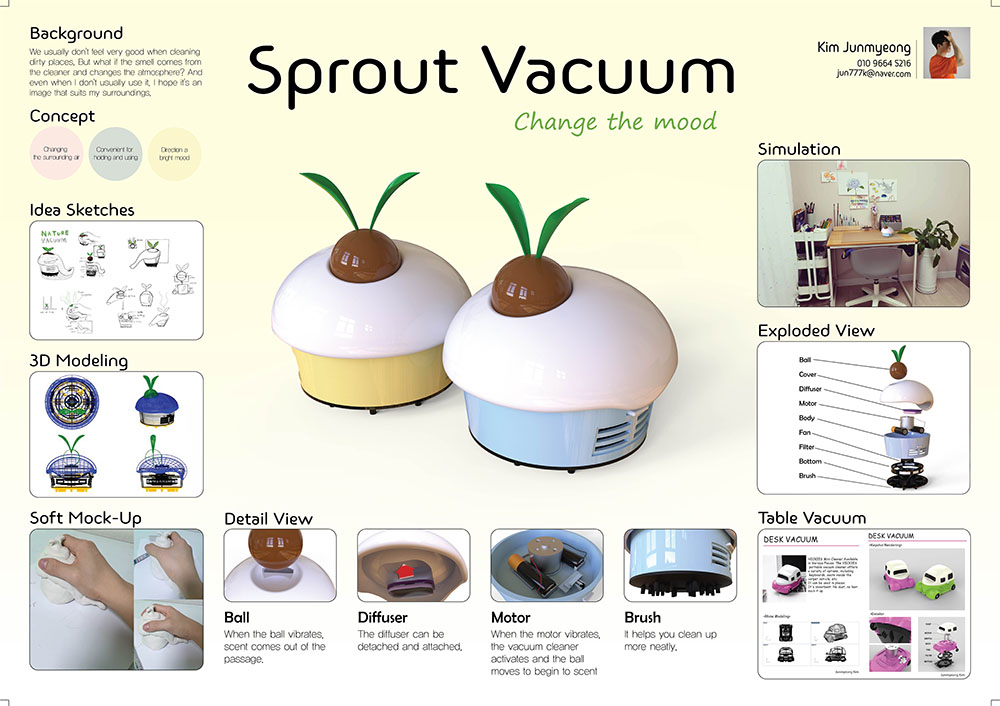 Background
We usually don't feel very good when cleaning
dirty places. But what if the smell comes from
the cleaner and changes the atmosphere? And
even when I don't usually use it, I hope it's an
image that suits my surroundings.
Concept
Changing
the surrounding air
Convenient for
holding and using
Direction a
bright mood
Sprout Vacuum
Change the mood
Kim Junmyeong
010 9664 5216
jun777k@naver.com
Idea Sketches
NATURE
VACUUM
3D Modeling
Soft Mock-Up
Detail View
Ball
When the ball vibrates,
scent comes out of the
passage.
Diffuser
The diffuser can be
detached and attached.
Motor
When the motor vibrates,
the vacuum cleaner
activates and the ball
moves to begin to scent
Brush
It helps you clean up
more neatly.
Simulation
Exploded View
Ball
Cover
Diffuser
Motor
Body
Fan
Filter
Bottom
Brush
Table Vacuum
DESK VACUUM
DESK VACUUM